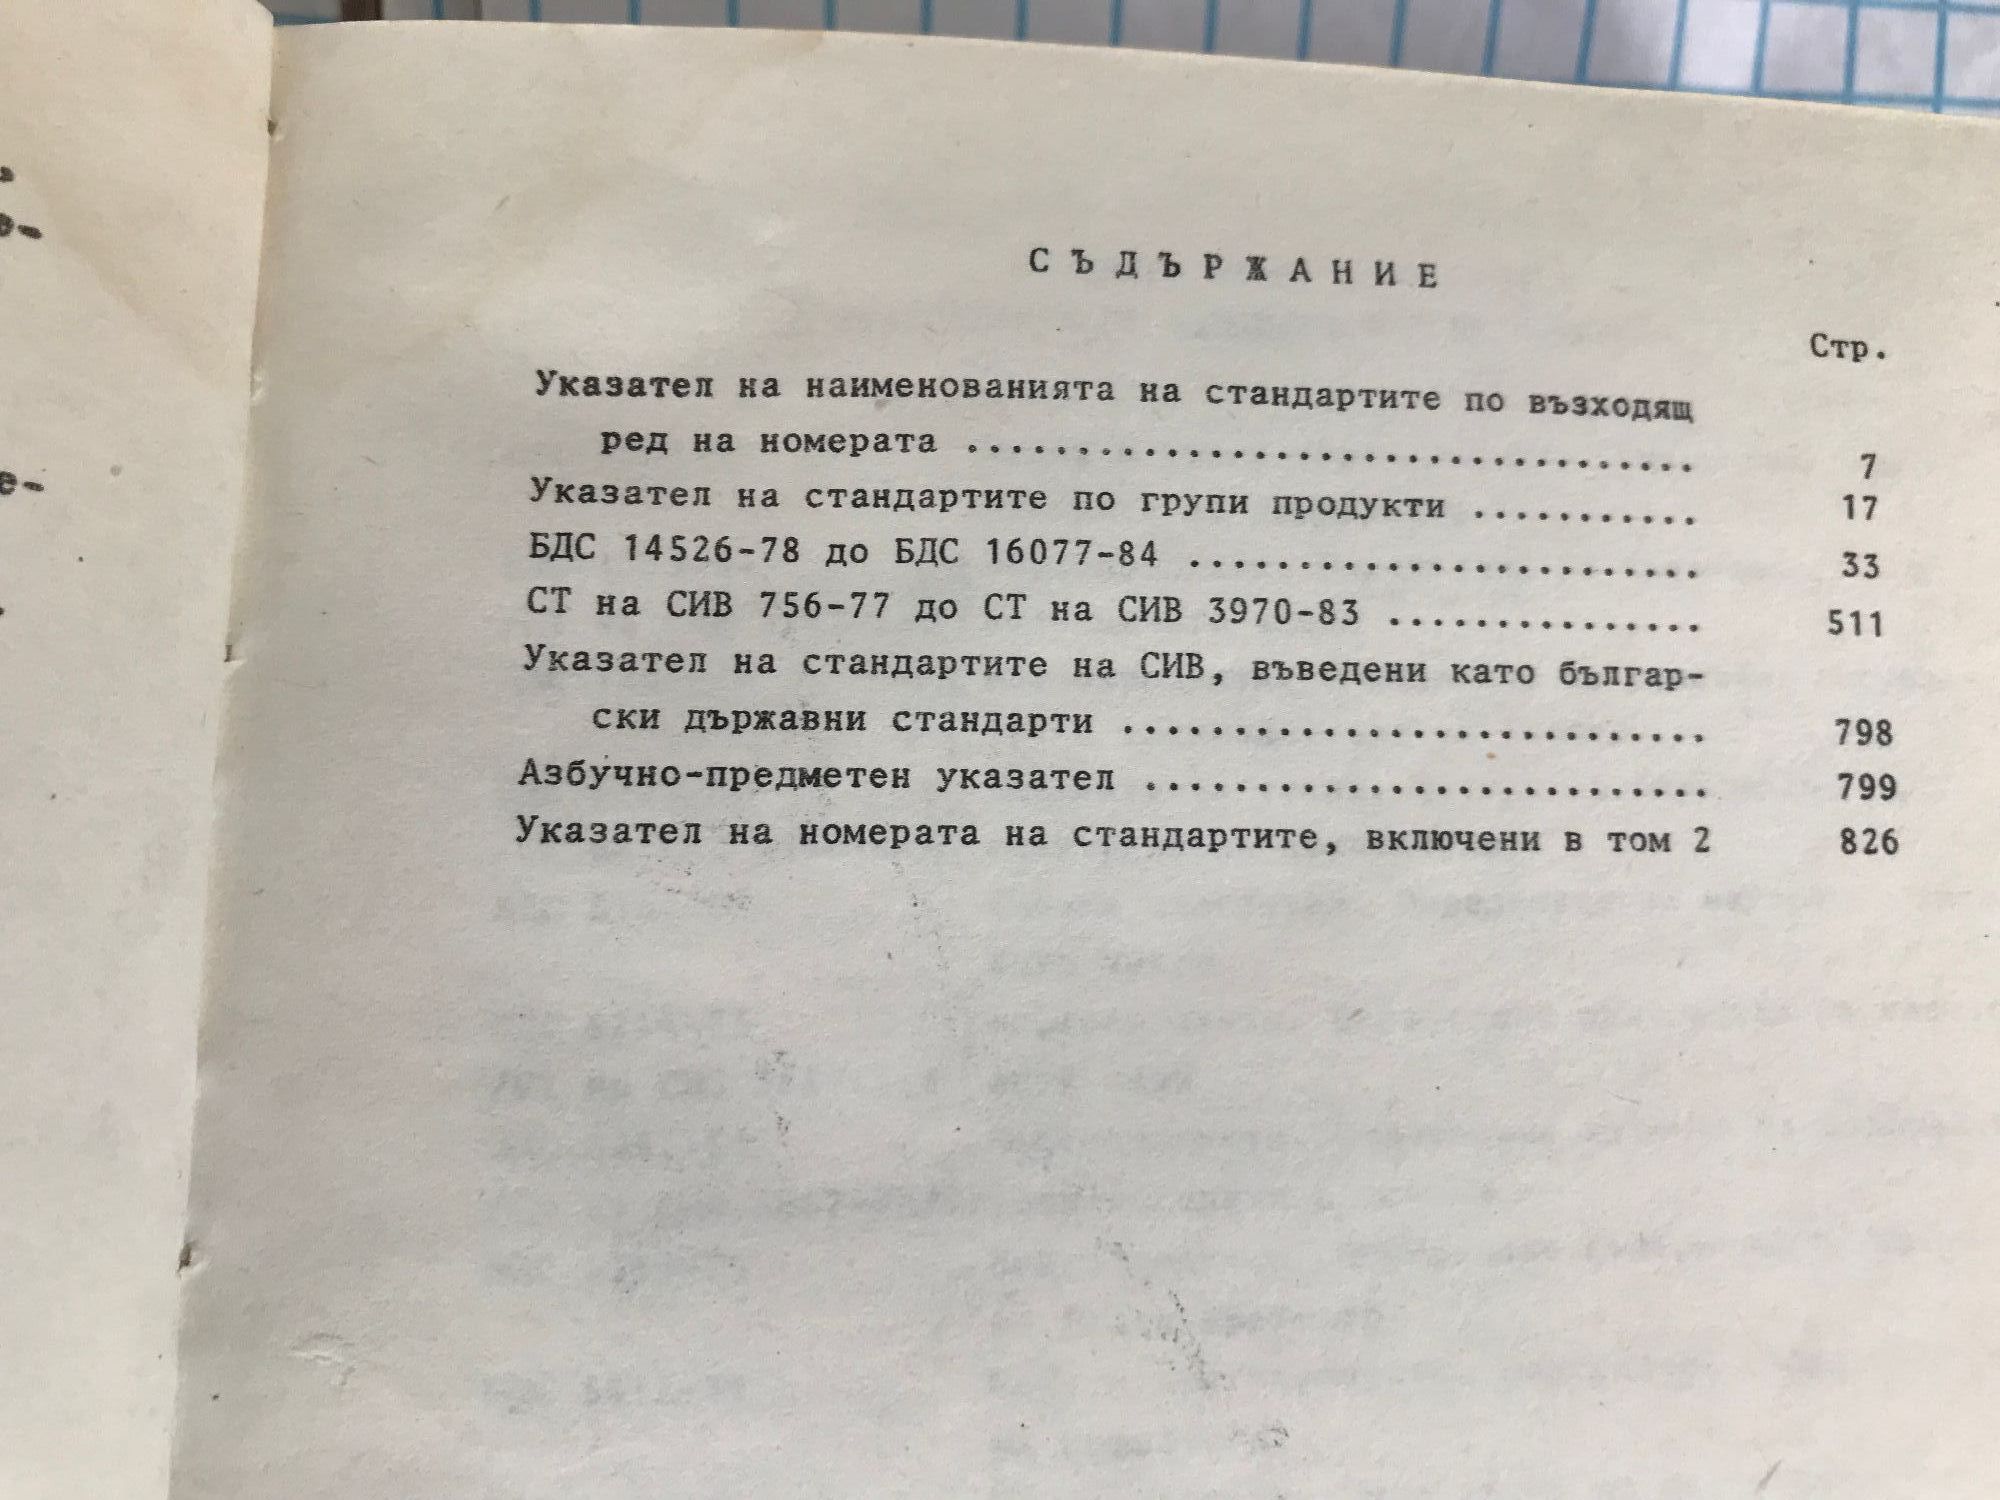 СЪДЪРЖАНИЕ
Стр.
Указател на наименованията на стандартите по възходящ
ред на номерата .................................. 7
Указател на стандартите по групи продукти ........... 17
БДС 14526-78 до БДС 16077-84 ........................ 33
СТ на СИВ 756-77 до СТ на СИВ 3970-83 ............... 511
Указател на стандартите на СИВ, въведени като българ-
ски държавни стандарти ........................... 798
Азбучно-предметен указател .......................... 799
Указател на номерата на стандартите, включени в том 2 826